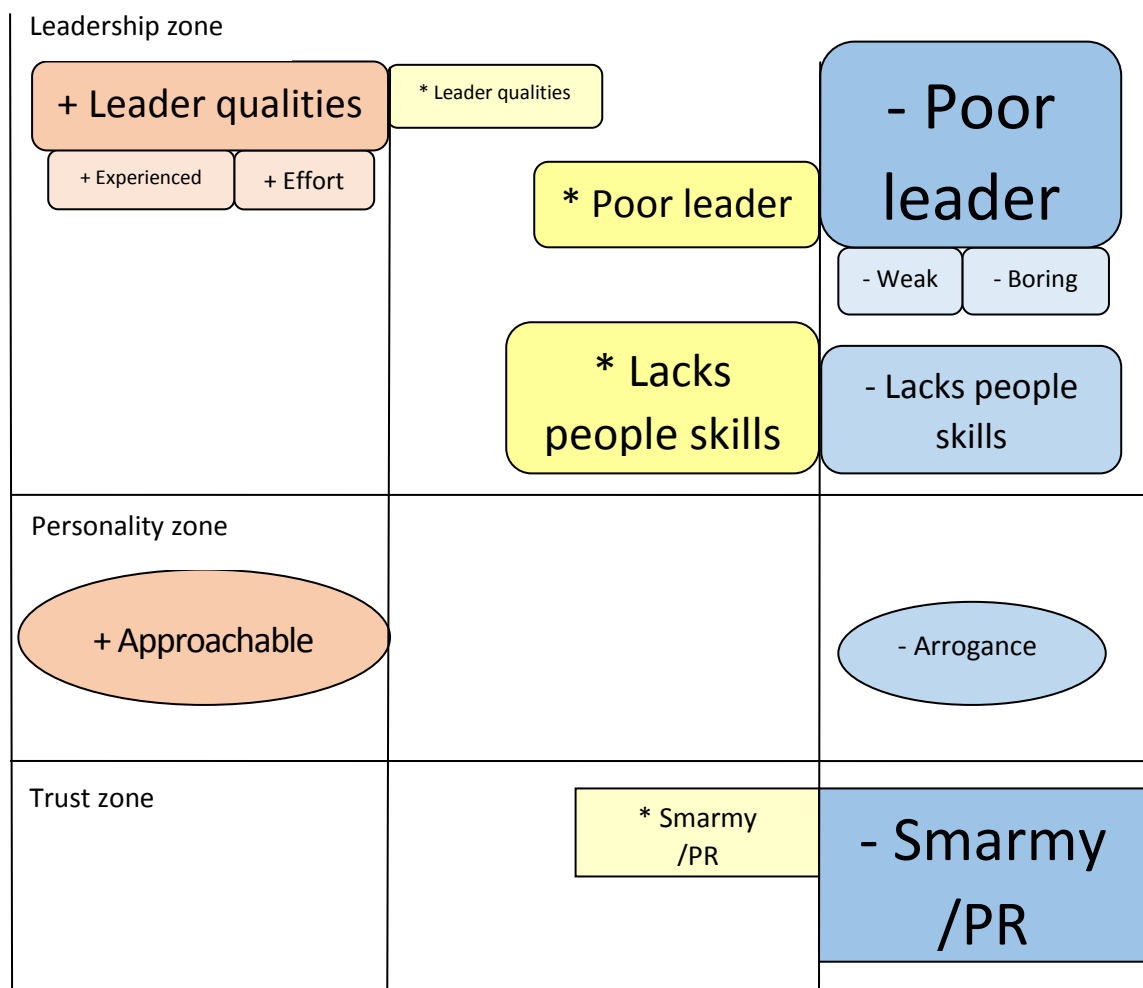 Leadership zone
+ Leader qualities
* Leader qualities
- Poor
leader
+ Experienced
+ Effort
* Poor leader
- Weak
- Boring
* Lacks
people skills
- Lacks people
skills
Personality zone
+ Approachable
- Arrogance
Trust zone
* Smarmy
/PR
- Smarmy
/PR